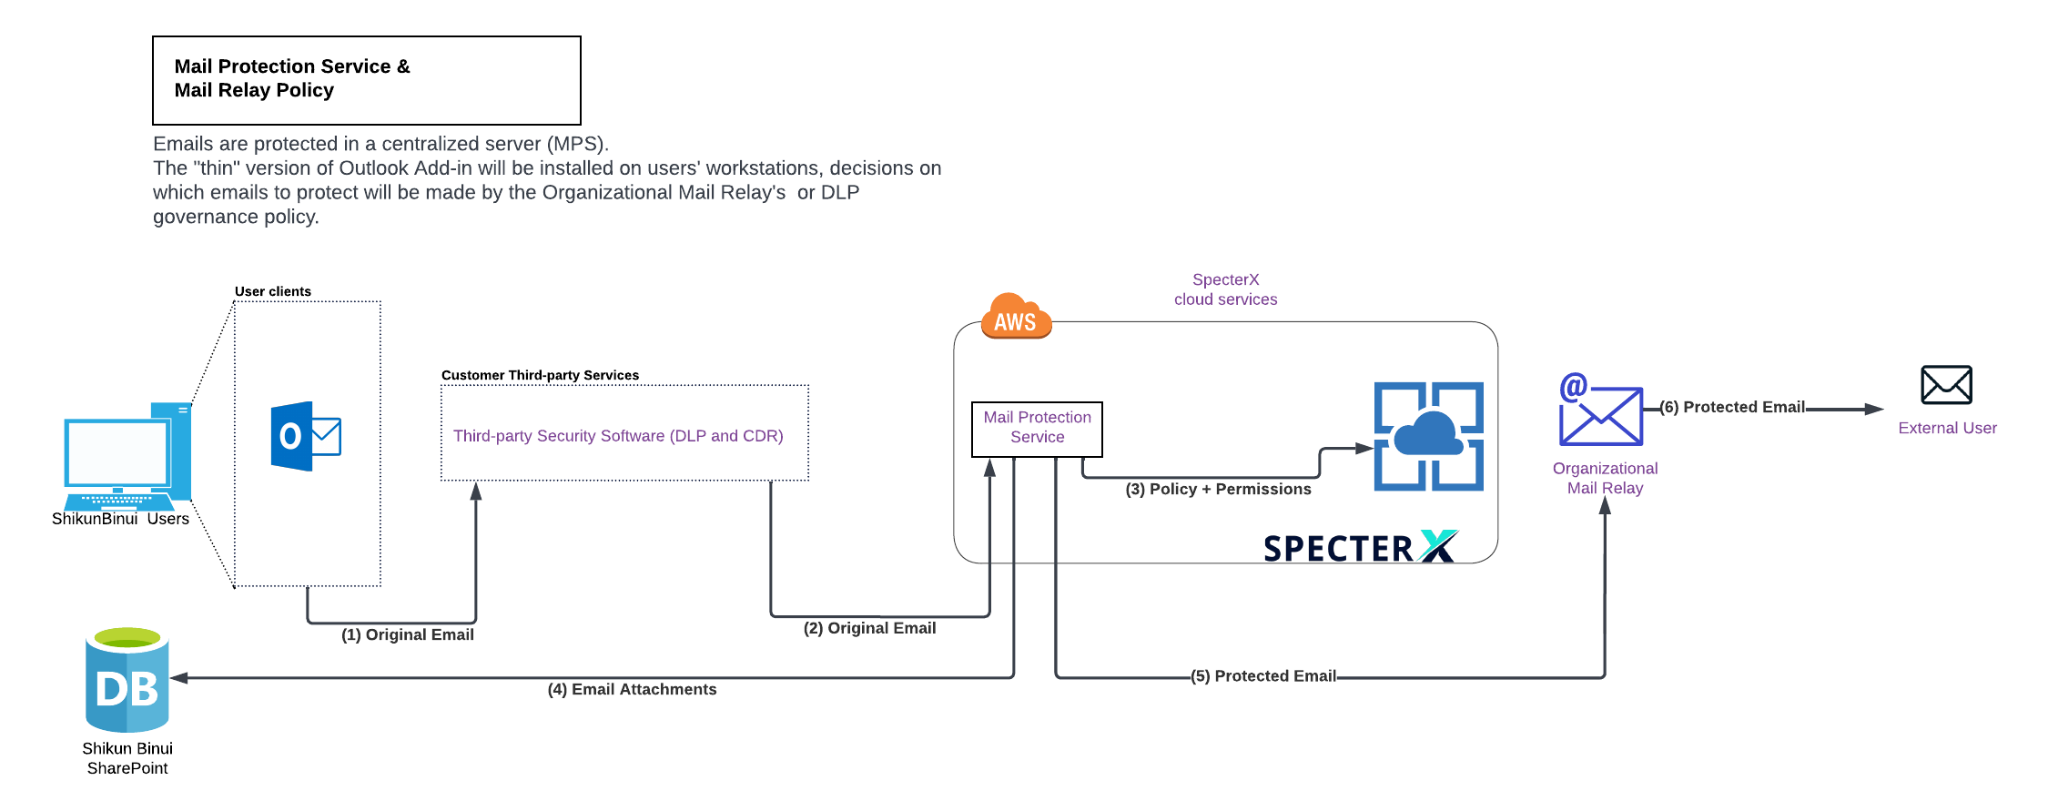 Mail Protection Service &
Mail Relay Policy
Emails are protected in a centralized server (MPS).
The "thin" version of Outlook Add-in will be installed on users' workstations, decisions on
which emails to protect will be made by the Organizational Mail Relay's  or DLP
governance policy.
SpecterX
cloud services
User clients
AWS
Customer Third-party Services
@
(6) Protected Email
Mail Protection
Service
External User
O
Third-party Security Software (DLP and CDR)
Organizational
Mail Relay
(3) Policy + Permissions
ShikunBinui  Users
SPECTERX
(1) Original Email
(2) Original Email
(5) Protected Email
DB
(4) Email Attachments
Shikun Binui
SharePoint